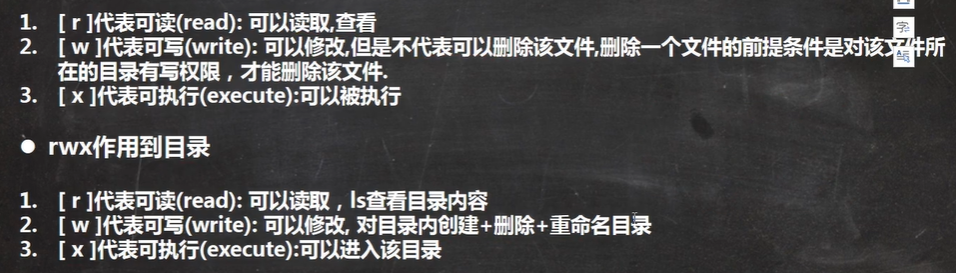 1. [ r ]代表可读(read): 可以读取,查看
2. [ w ]代表可写(write): 可以修改,但是不代表可以删除该文件,删除一个文件的前提条件是对该文件所
在的目录有写权限，才能删除该文件.
3. [ x ]代表可执行(execute):可以被执行
● rwx作用到目录
1. [ r ]代表可读(read): 可以读取，ls查看目录内容
2. [ w ]代表可写(write): 可以修改, 对目录内创建+删除+重命名目录
3. [ x ]代表可执行(execute):可以进入该目录